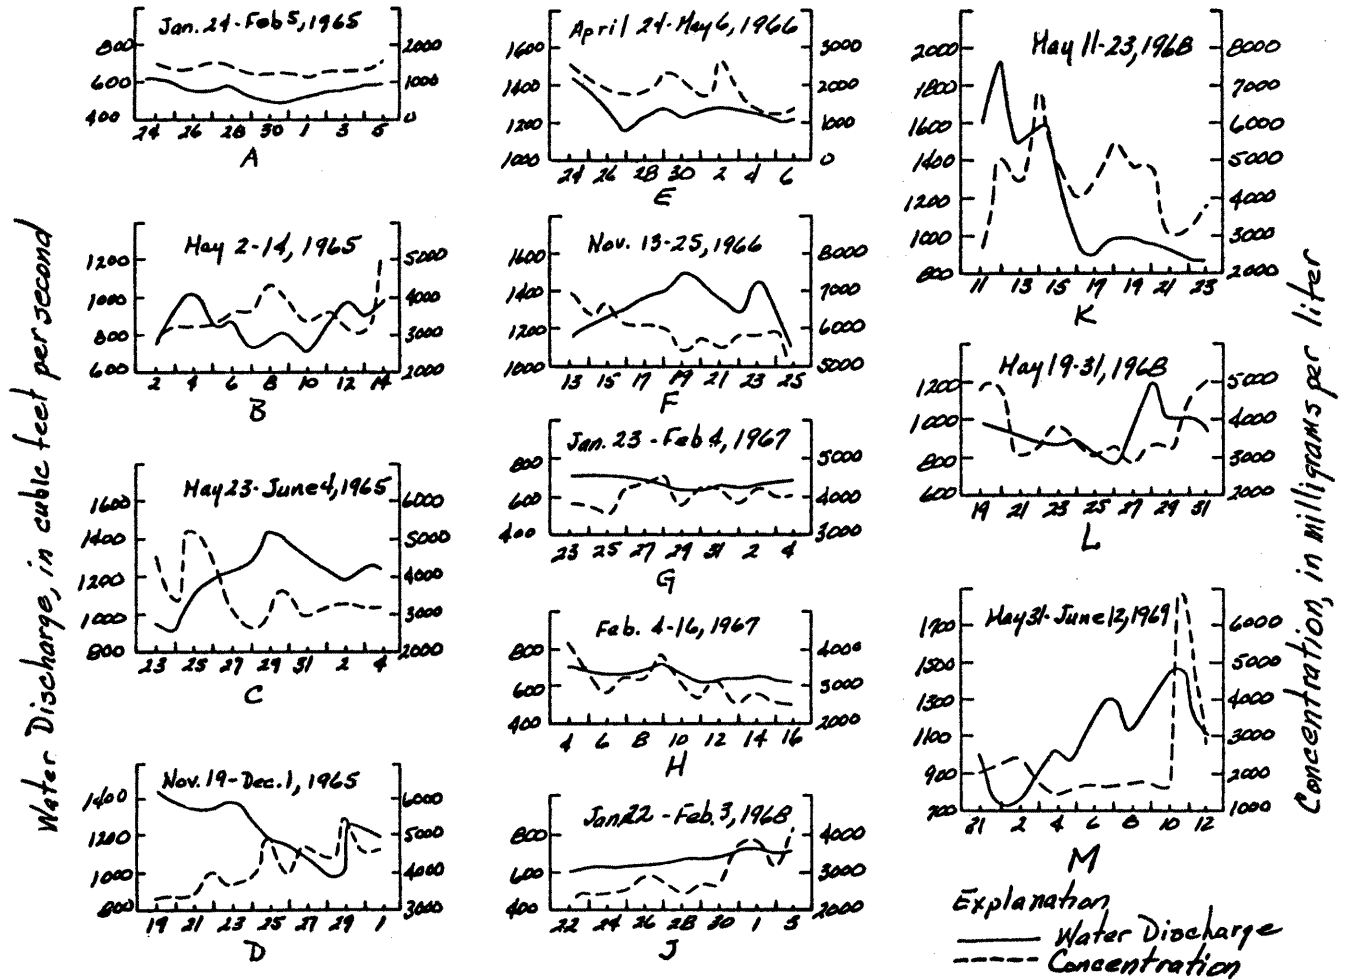 Water Discharge, in cubic feet per second
Jan. 24-Feb 5, 1965
800
600
400
2000
1000
0
24 26 28 30 1 3 5
A
May 2-14, 1965
1200
1000
800
600
5000
4000
3000
2000
2 4 6 8 10 12 14
B
May 23-June 4, 1965
1600
1400
1200
1000
800
6000
5000
4000
3000
2000
23 25 27 29 31 2 4
C
Nov. 19-Dec. 1, 1965
1400
1200
1000
800
6000
5000
4000
3000
19 21 23 25 27 29 1
D
April 24-May 6, 1966
1600
1400
1200
1000
3000
2000
1000
0
24 26 28 30 2 4 6
E
Nov. 13-25, 1966
1600
1400
1200
1000
8000
7000
6000
5000
13 15 17 19 21 23 25
F
Jan. 23 - Feb 4, 1967
800
600
400
5000
4000
3000
23 25 27 29 31 2 4
G
Feb. 4-16, 1967
800
600
400
4000
3000
2000
4 6 8 10 12 14 16
H
Jan. 22 - Feb. 3, 1968
800
600
400
4000
3000
2000
22 24 26 28 30 1 3
J
May 11-23, 1968
2000
1800
1600
1400
1200
1000
800
8000
7000
6000
5000
4000
3000
2000
11 13 15 17 19 21 23
K
May 19-31, 1968
1200
1000
800
600
5000
4000
3000
2000
19 21 23 25 27 29 31
L
May 31-June 12, 1969
1700
1500
1300
1100
900
700
6000
5000
4000
3000
2000
1000
31 2 4 6 8 10 12
M
Concentration, in milligrams per liter
Explanation
Water Discharge
Concentration